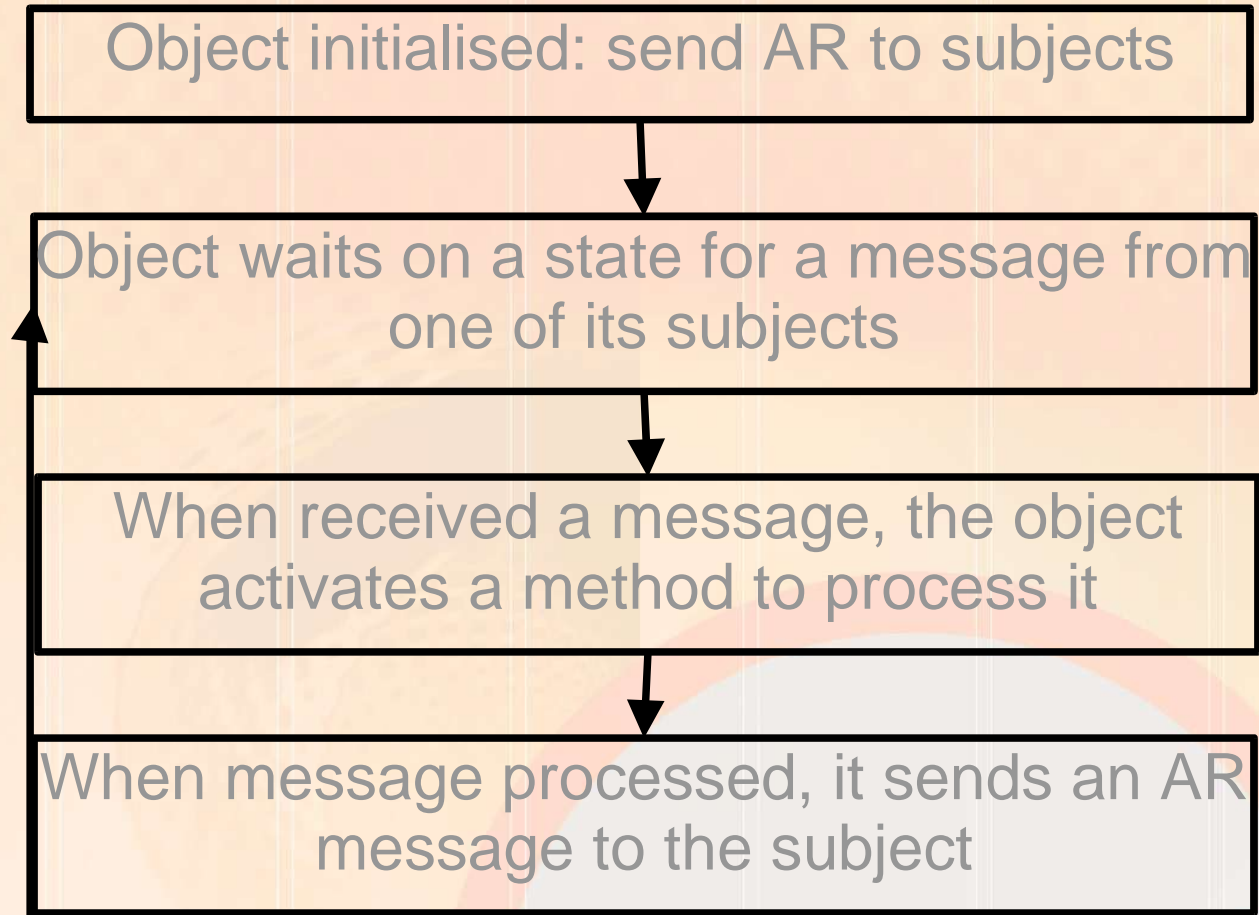 Object initialised: send AR to subjects
Object waits on a state for a message from
one of its subjects
When received a message, the object
activates a method to process it
When message processed, it sends an AR
message to the subject